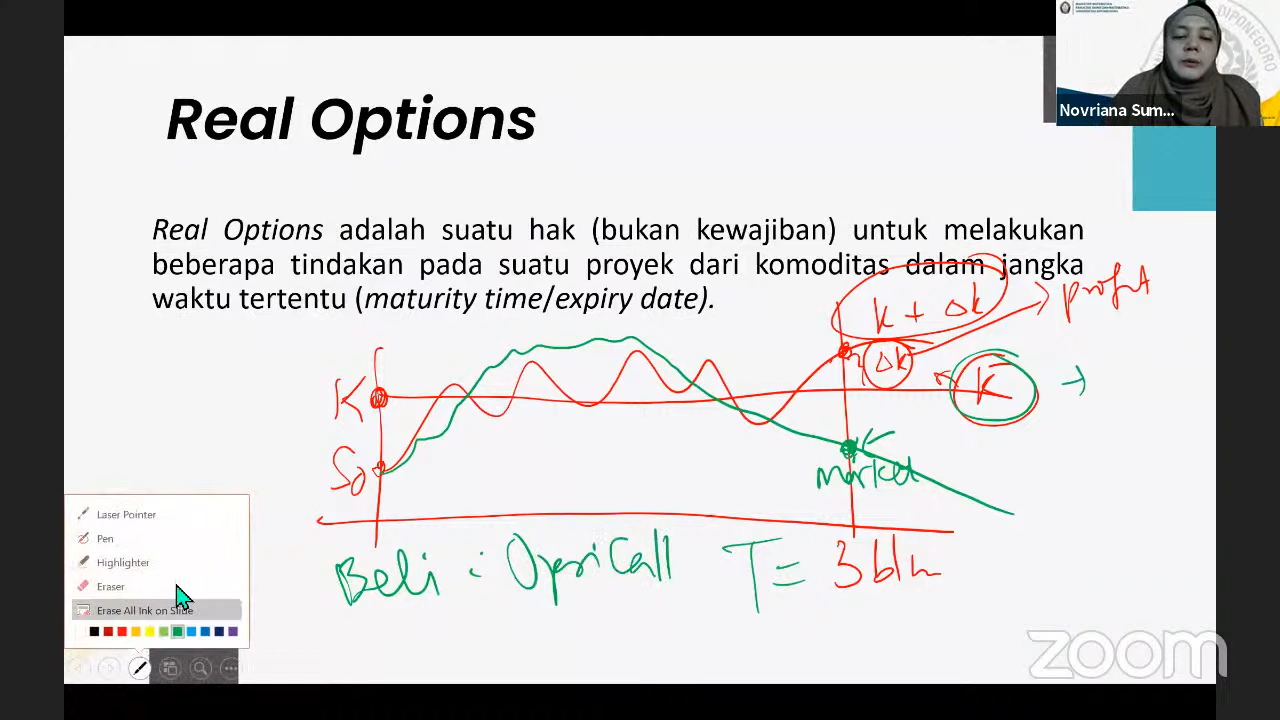 DIPONEGORO
Novriana Sum...
Real Options
Real Options adalah suatu hak (bukan kewajiban) untuk melakukan
beberapa tindakan pada suatu proyek dari komoditas dalam jangka
waktu tertentu (maturity time/expiry date).
K + Δk
profit
Δk
K
K
So
market
Laser Pointer
Pen
Highlighter
Eraser
Erase All Ink on Slide
Beli : Opsi Call T = 3 bln
zoom